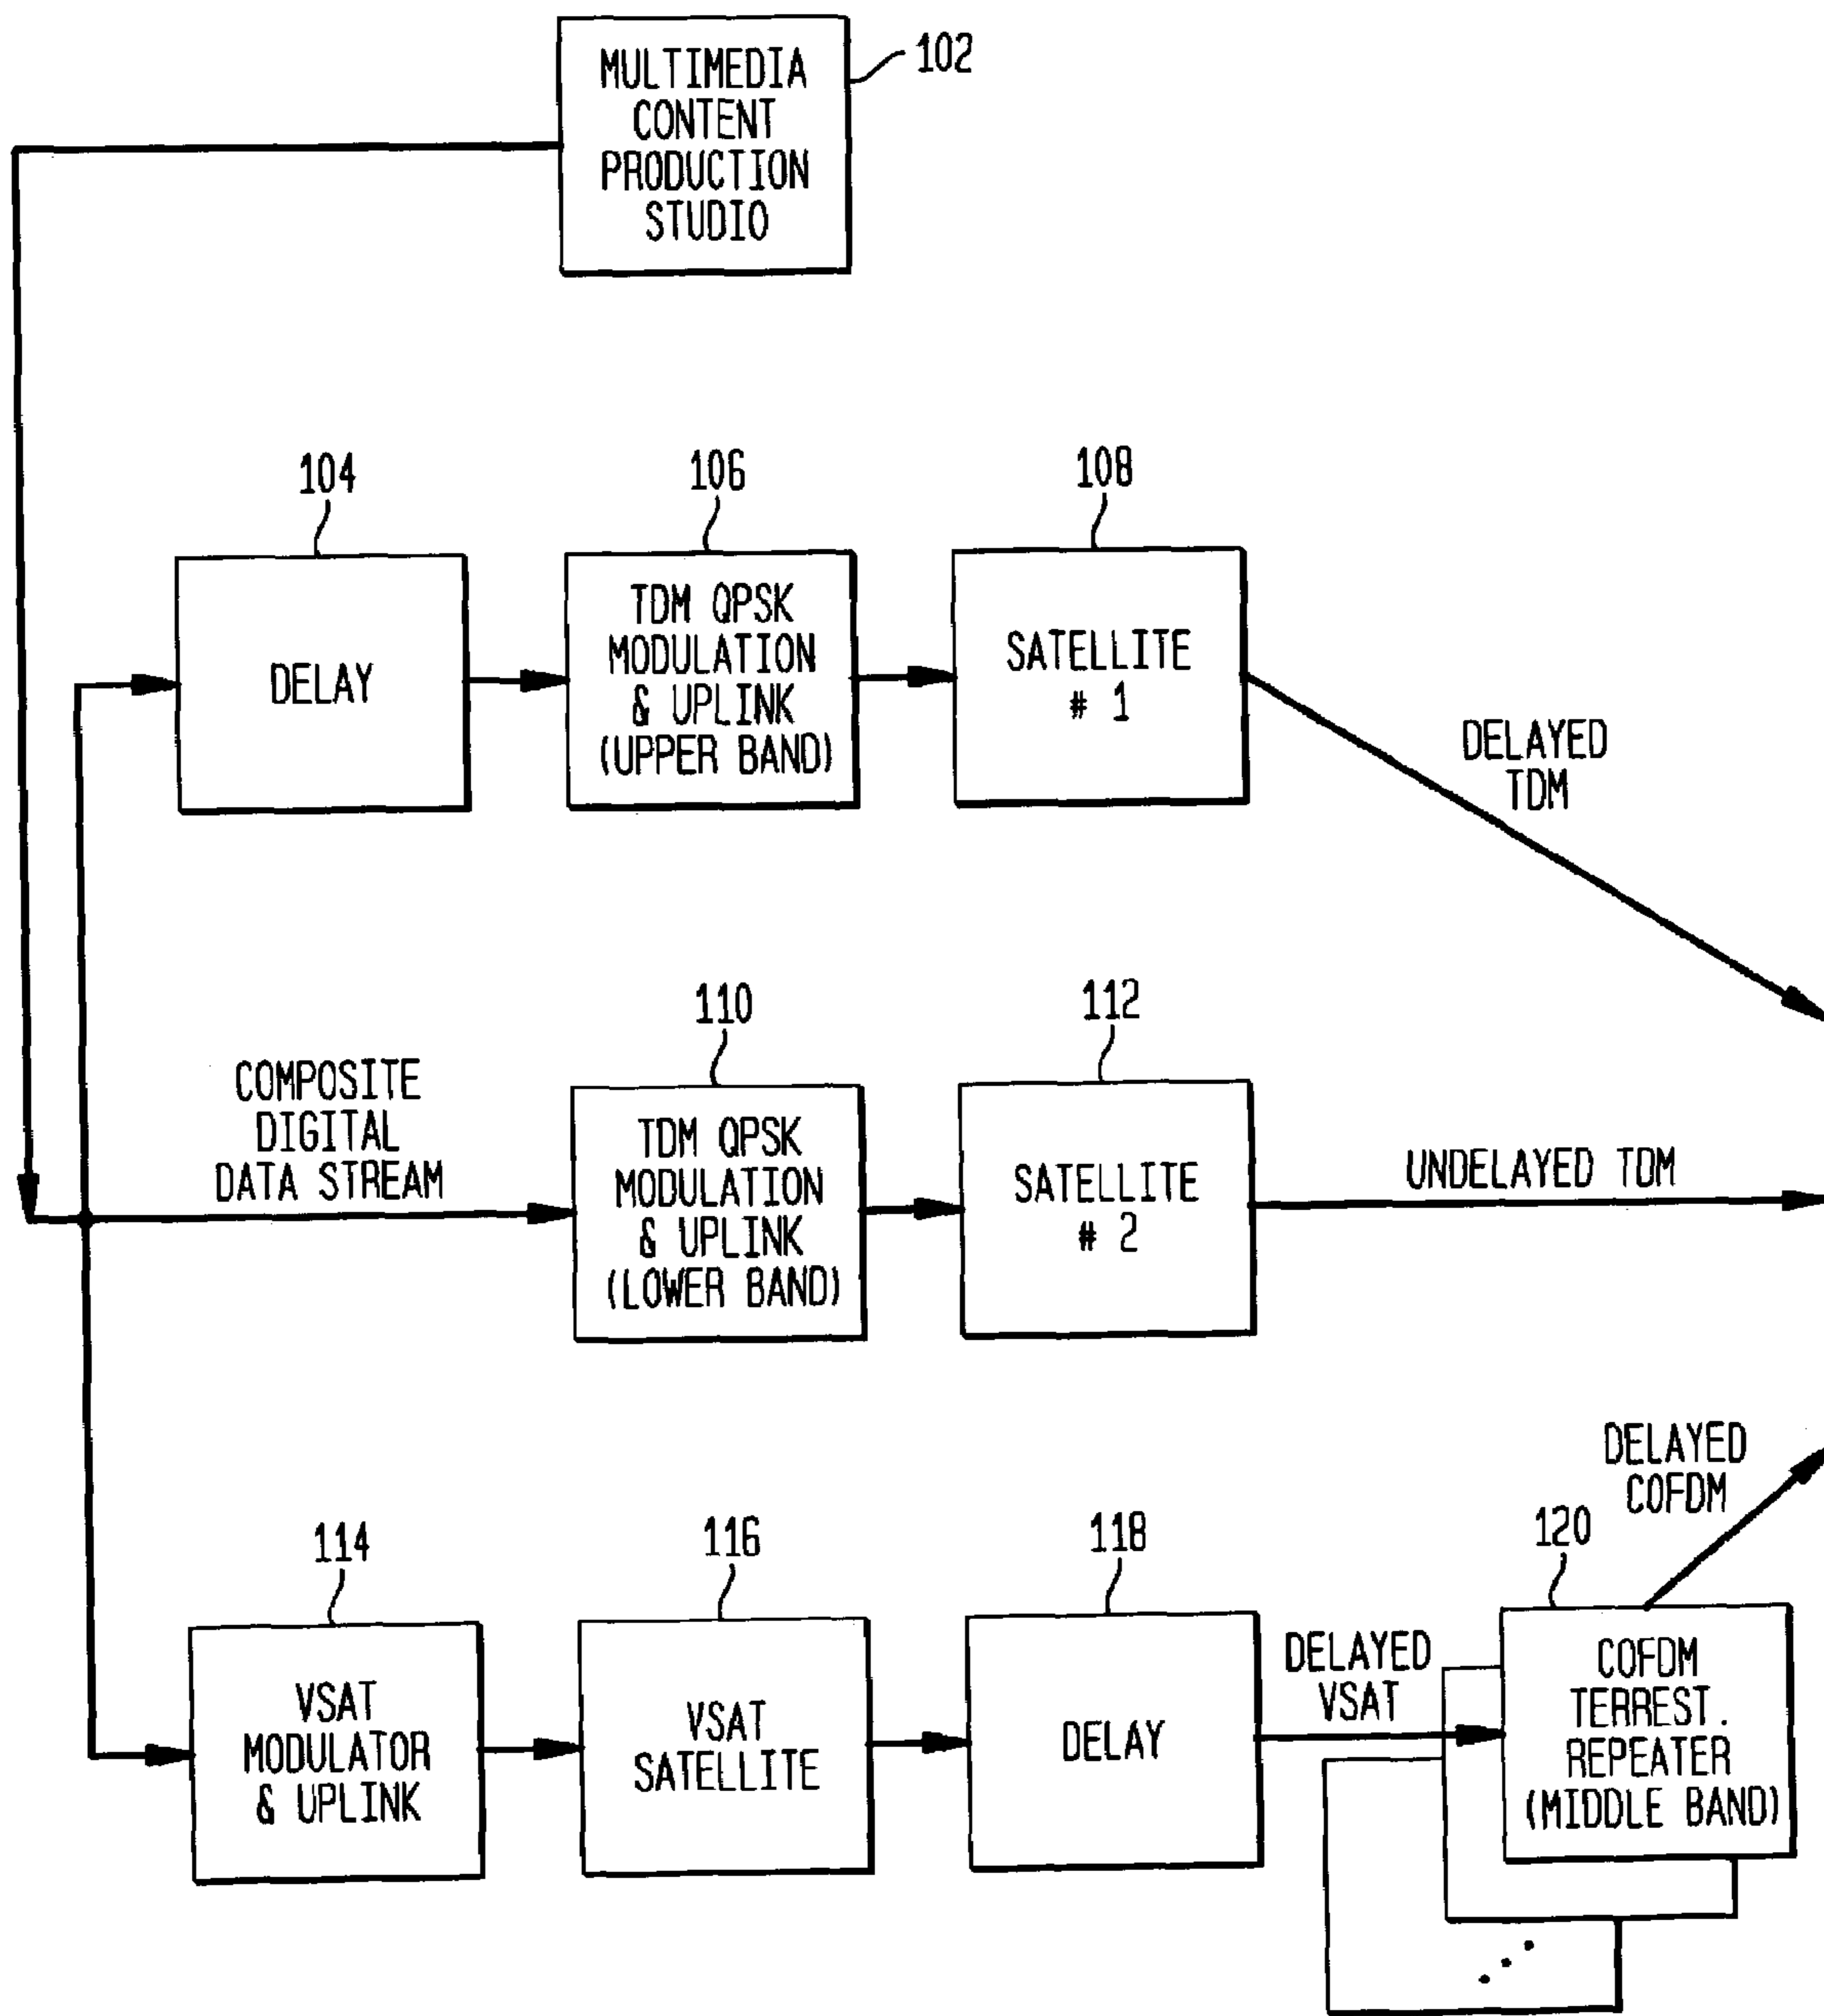 MULTIMEDIA
CONTENT
PRODUCTION
STUDIO
102
104
DELAY
106
TDM QPSK
MODULATION
& UPLINK
(UPPER BAND)
108
SATELLITE
# 1
DELAYED
TDM
COMPOSITE
DIGITAL
DATA STREAM
110
TDM QPSK
MODULATION
& UPLINK
(LOWER BAND)
112
SATELLITE
# 2
UNDELAYED TDM
114
VSAT
MODULATOR
& UPLINK
116
VSAT
SATELLITE
118
DELAY
DELAYED
VSAT
120
COFDM
TERREST.
REPEATER
(MIDDLE BAND)
DELAYED
COFDM